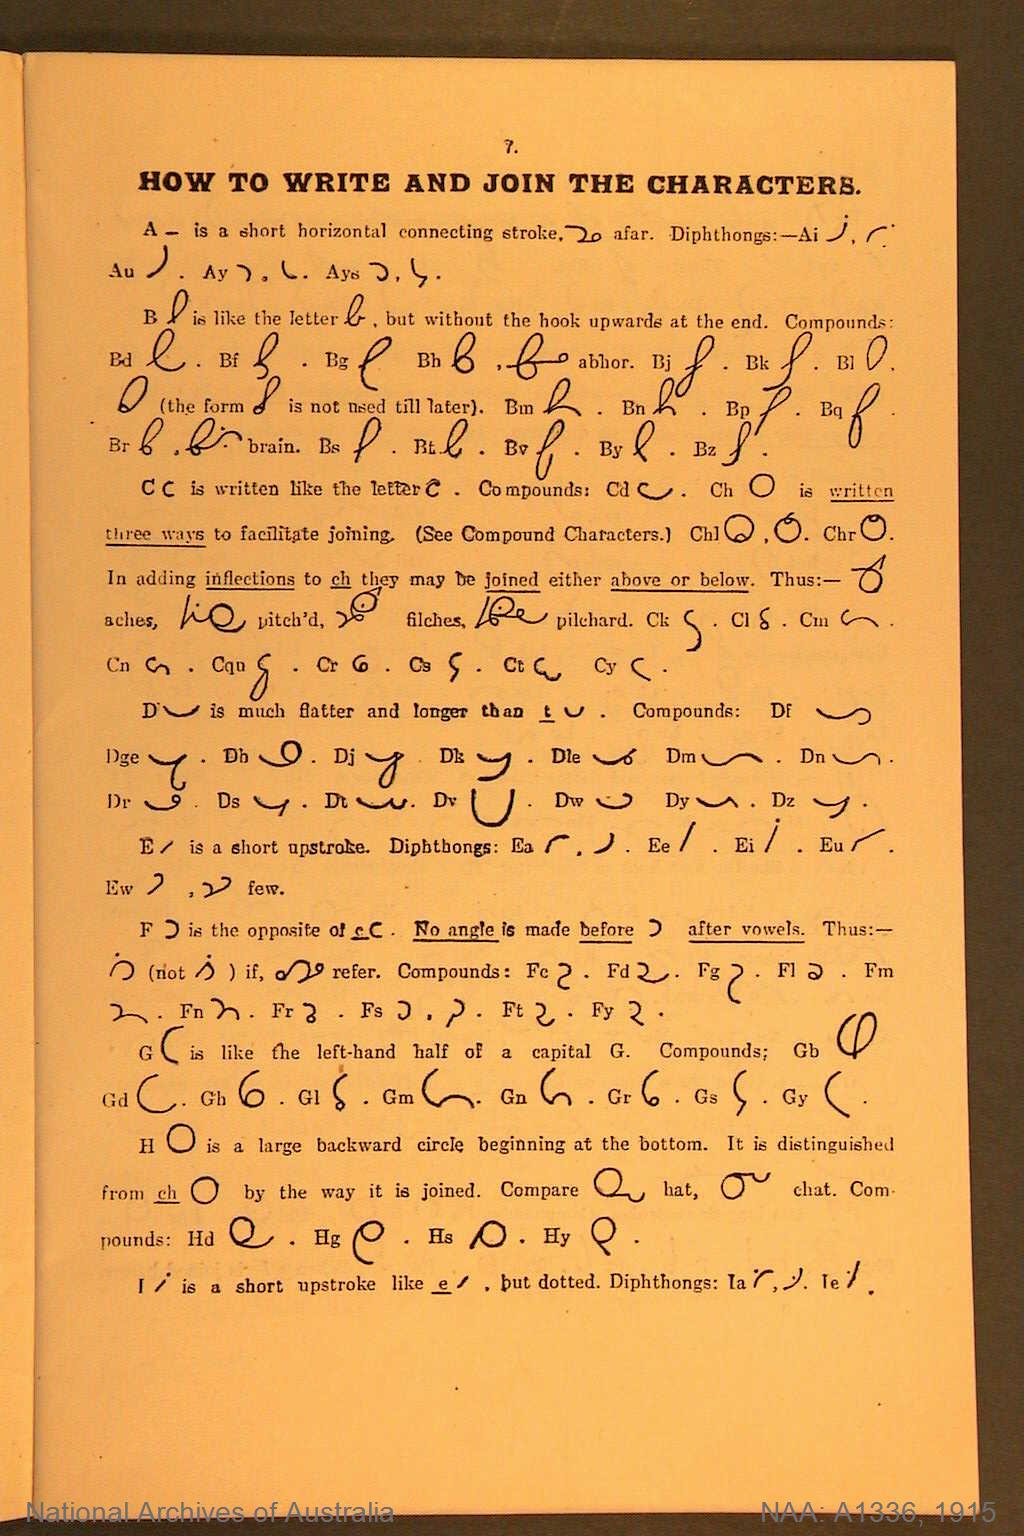 7.
HOW TO WRITE AND JOIN THE CHARACTERS.
A – is a short horizontal connecting stroke, afar. Diphthongs:—Ai , 
Au . Ay , . Ays , .
B is like the letter , but without the hook upwards at the end. Compounds:
Bd . Bf . Bg Bh , abhor. Bj . Bk . Bl .
(the form is not used till later). Bm . Bn . Bp . Bq .
Br , brain. Bs . Bt . Bv . By . Bz .
C is written like the letter . Compounds: Cd . Ch is written
three ways to facilitate joining. (See Compound Characters.) Chl , . Chr .
In adding inflections to ch they may be joined either above or below. Thus:—
aches, pitch'd, filches, pilchard. Ck . Cl . Cm .
Cn . Cqu . Cr . Cs . Ct Cy .
D is much flatter and longer than t . Compounds: Df
Dge . Dh . Dj Dk . Dle Dm . Dn .
Dr . Ds . Dt . Dv . Dw Dy . Dz .
E is a short upstroke. Diphthongs: Ea , . Ee . Ei . Eu .
Ew , few.
F is the opposite of c . No angle is made before after vowels. Thus:—
(not ) if, refer. Compounds: Fc . Fd . Fg . Fl . Fm
. Fn . Fr . Fs , . Ft . Fy .
G is like the left-hand half of a capital G. Compounds; Gb
Gd . Gh . Gl . Gm . Gn . Gr . Gs . Gy .
H is a large backward circle beginning at the bottom. It is distinguished
from ch by the way it is joined. Compare hat, chat. Com-
pounds: Hd . Hg . Hs . Hy .
I is a short upstroke like e , but dotted. Diphthongs: Ia , . Ie .
National Archives of Australia
NAA: A1336, 1915